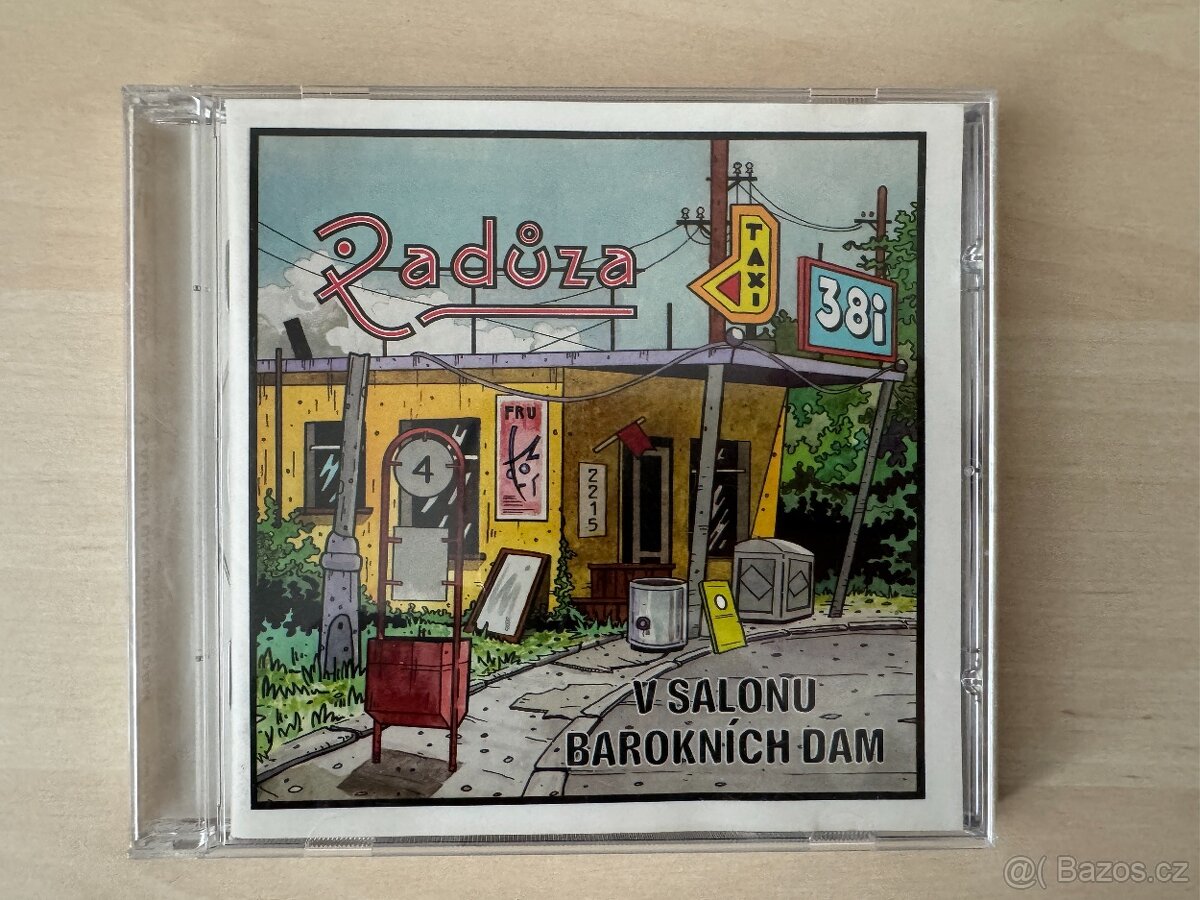 Radůza
TAXI
38i
FRU
4
2215
V SALONU
BAROKNÍCH DAM
@( Bazos.cz